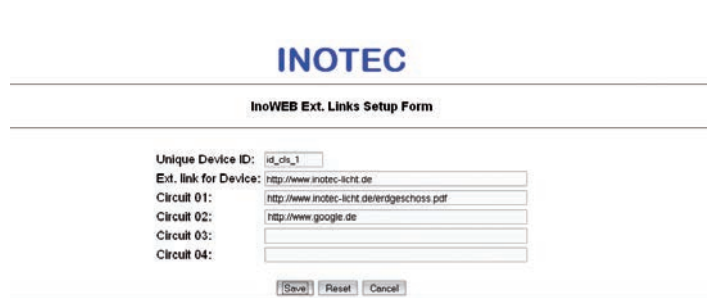 INOTEC
InoWEB Ext. Links Setup Form
Unique Device ID: id_cls_1
Ext. link for Device: http://www.inotec-licht.de
Circuit 01: http://www.inotec-licht.de/erdgeschoss.pdf
Circuit 02: http://www.google.de
Circuit 03:
Circuit 04:
Save Reset Cancel